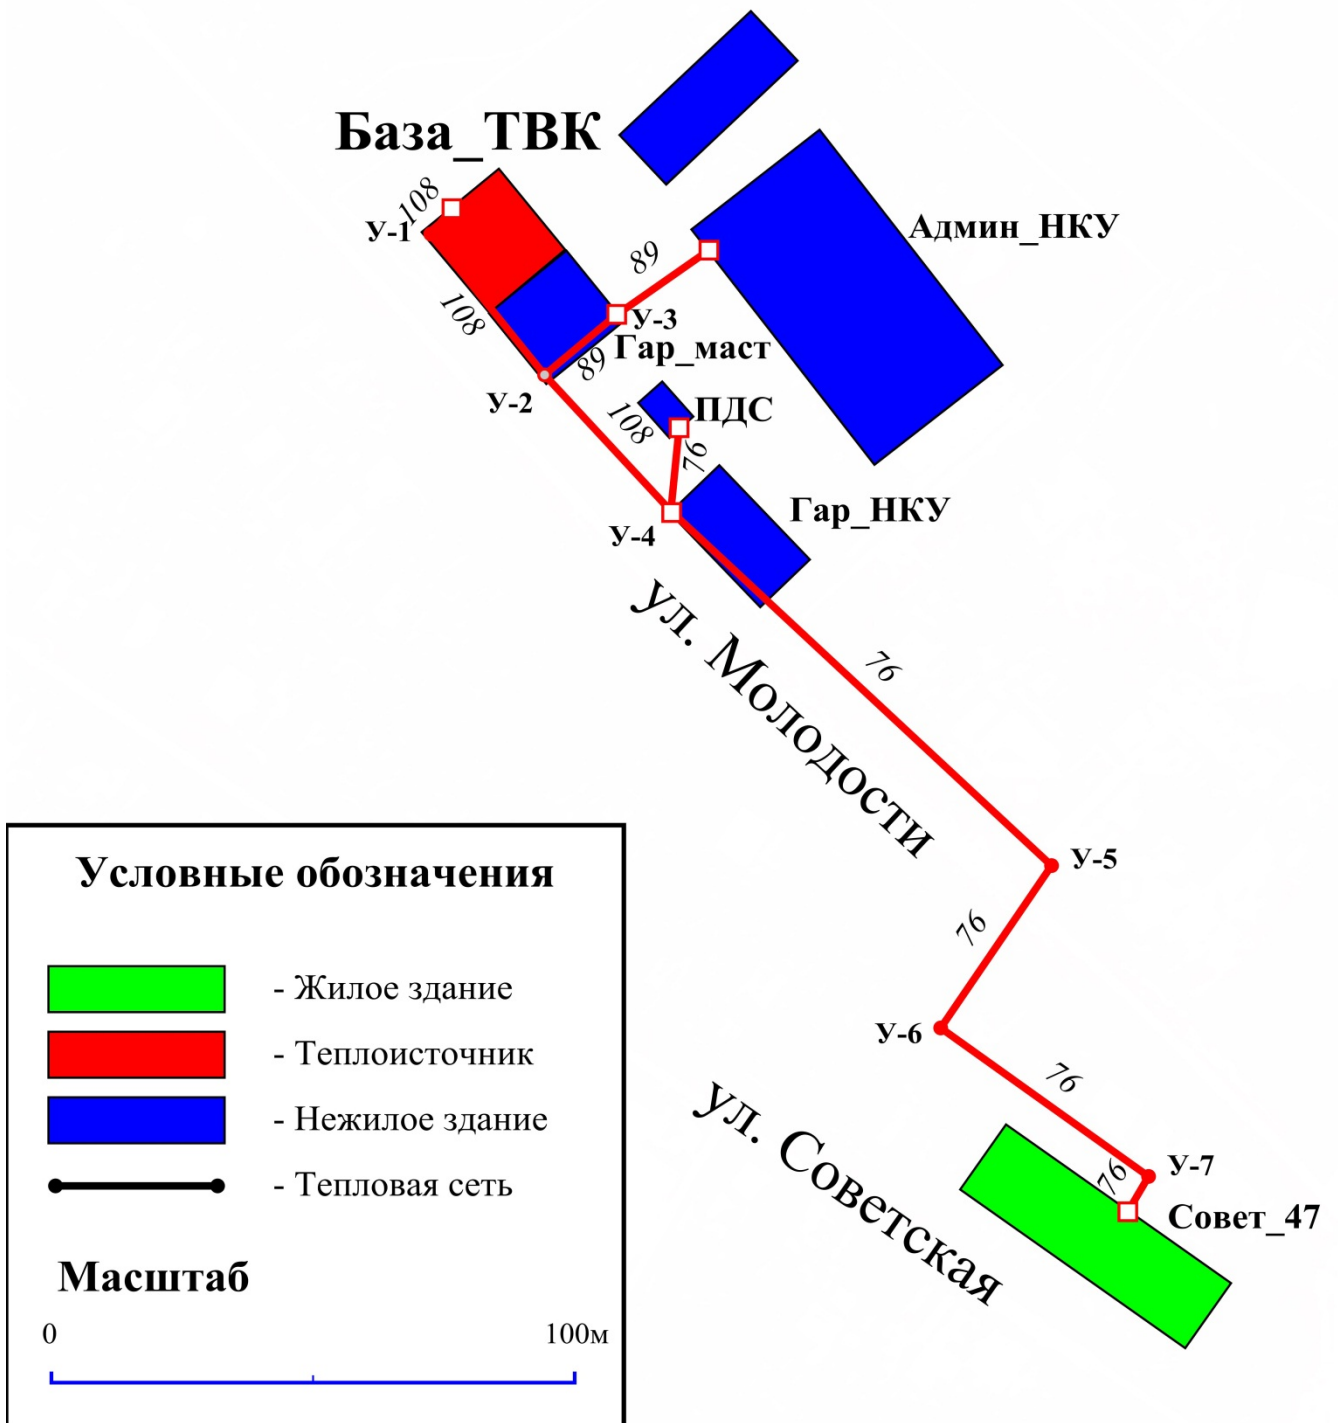 База_ТВК
108
У-1
Админ_НКУ
89
108
У-3
Гар_маст
89
У-2
ПДС
108
76
Гар_НКУ
У-4
ул. Молодости
76
У-5
76
У-6
76
ул. Советская
У-7
76
Совет_47
Условные обозначения
- Жилое здание
- Теплоисточник
- Нежилое здание
- Тепловая сеть
Масштаб
0
100м